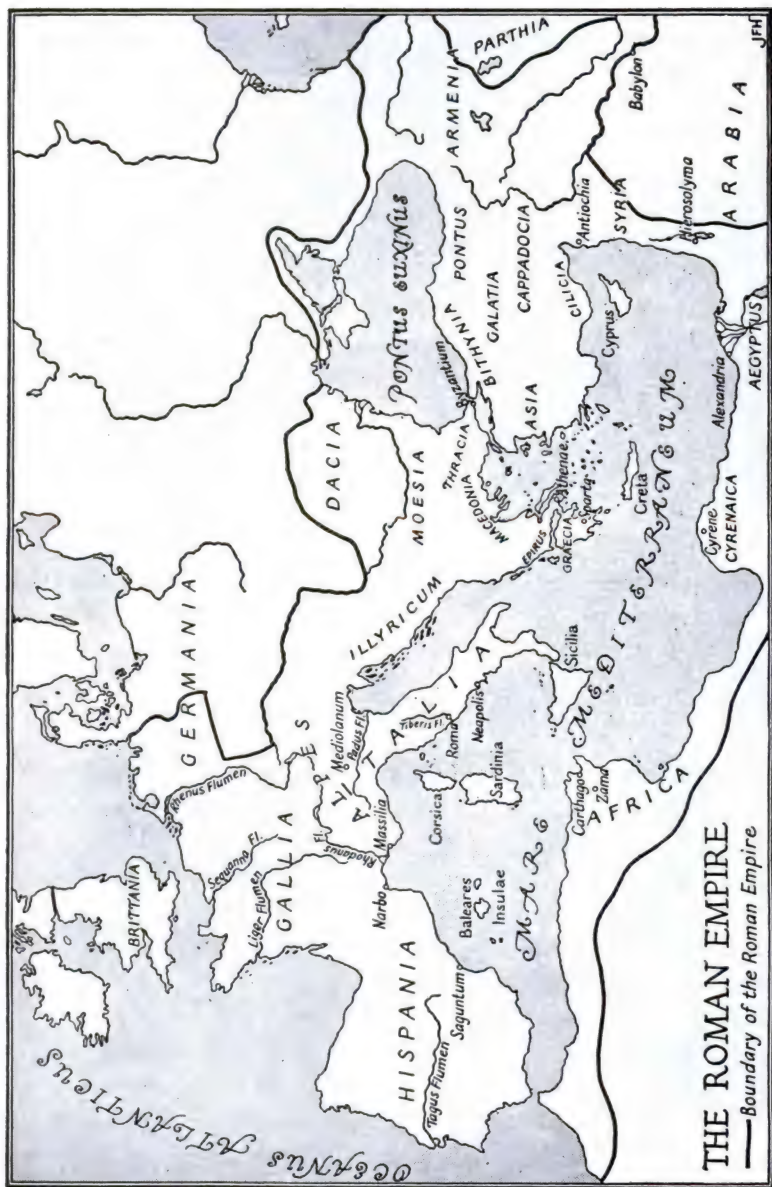 THE ROMAN EMPIRE
Boundary of the Roman Empire
OCEANUS ATLANTICUS
BRITTANIA
GERMANIA
Rhenus Flumen
Sequanna Fl.
Liger Flumen
GALLIA
Rhodanus Fl.
ALPES
Mediolanum
Padus Fl.
Massilia
Narbo
HISPANIA
Tagus Flumen
Saguntum
Baleares
Insulae
Corsica
Sardinia
ITALIA
Tiberis Fl.
Roma
Neapolis
Sicilia
MARE MEDITERRANEUM
Carthago
Zama
AFRICA
ILLYRICUM
DACIA
MOESIA
THRACIA
MACEDONIA
EPIRUS
GRAECIA
Athenae
Sparta
Creta
Byzantium
PONTUS EUXINUS
BITHYNIA
PONTUS
GALATIA
ASIA
CAPPADOCIA
CILICIA
Cyprus
ARMENIA
PARTHIA
Antiochia
SYRIA
Babylon
Hierosolyma
ARABIA
Cyrene
CYRENAICA
Alexandria
AEGYPTUS
JFH